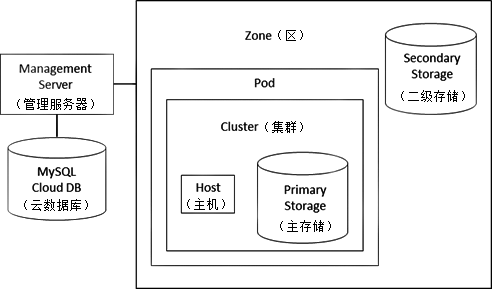 Management
Server
（管理服务器）
MySQL
Cloud DB
（云数据库）
Zone（区）
Secondary
Storage
（二级存储）
Pod
Cluster（集群）
Host
（主机）
Primary
Storage
（主存储）